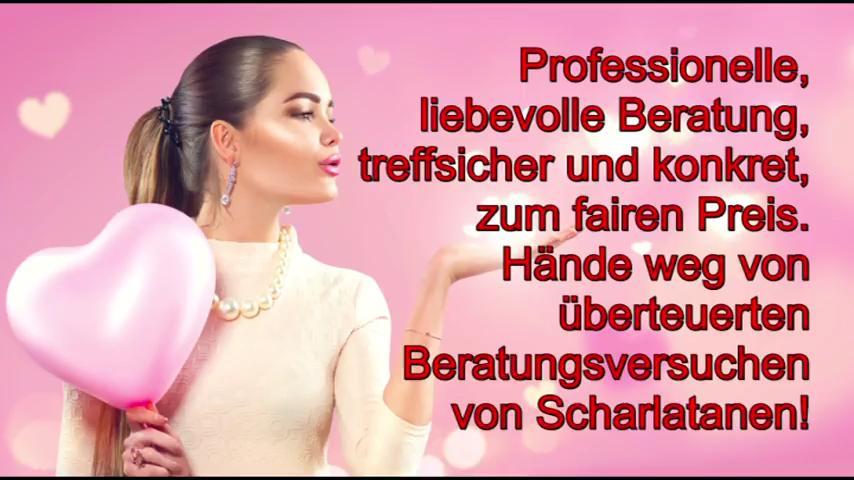 Professionelle,
liebevolle Beratung,
treffsicher und konkret,
zum fairen Preis.
Hände weg von
überteuerten
Beratungsversuchen
von Scharlatanen!